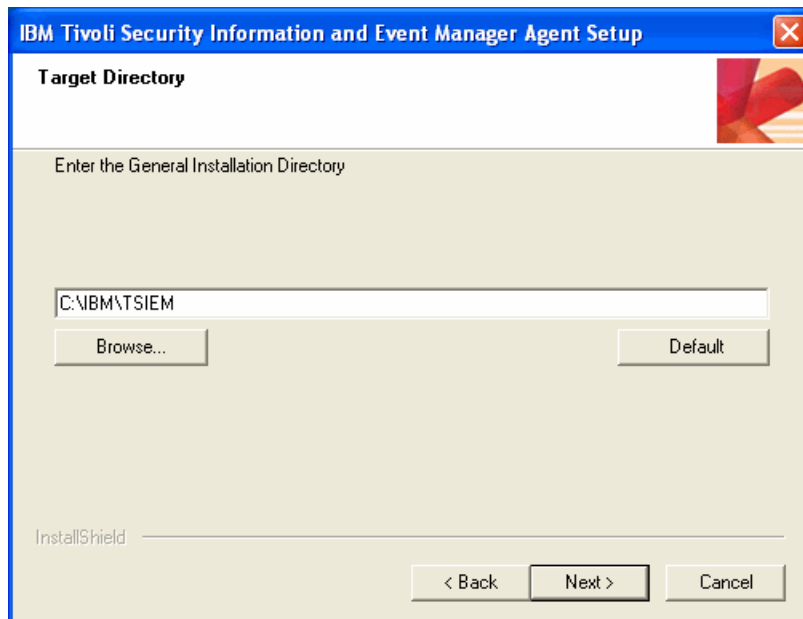 IBM Tivoli Security Information and Event Manager Agent Setup
Target Directory
Enter the General Installation Directory
C:\IBM\TSIEM
Browse...
Default
InstallShield
< Back
Next >
Cancel